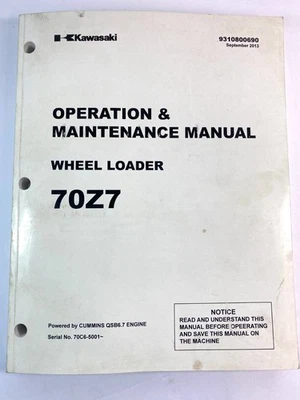 Kawasaki
9310800690
September 2013
OPERATION &
MAINTENANCE MANUAL
WHEEL LOADER
70Z7
Powered by CUMMINS QSB6.7 ENGINE
Serial No. 70C6-5001~
NOTICE
READ AND UNDERSTAND THIS
MANUAL BEFORE OPEERATING
AND SAVE THIS MANUAL ON
THE MACHINE